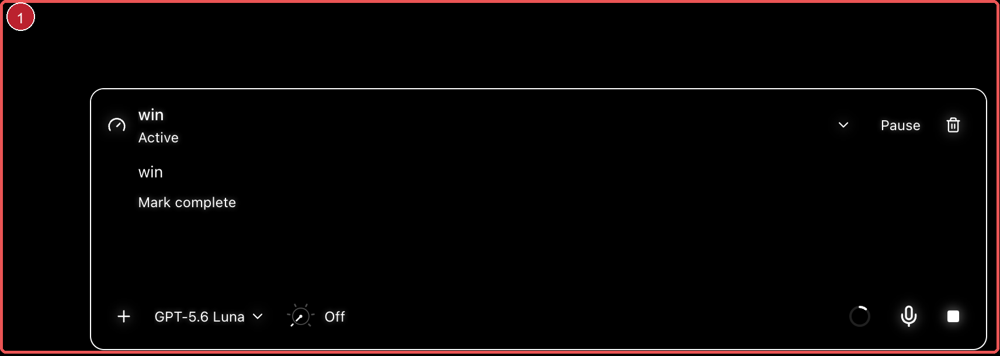 1
win
Active
Pause
win
Mark complete
GPT-5.6 Luna
Off